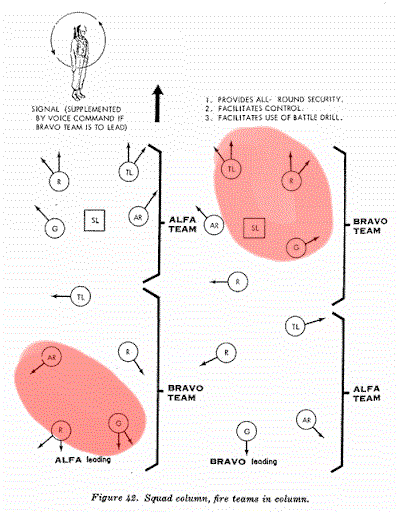 SIGNAL (SUPPLEMENTED
BY VOICE COMMAND IF
BRAVO TEAM IS TO LEAD)
1. PROVIDES ALL- ROUND SECURITY.
2. FACILITATES CONTROL.
3. FACILITATES USE OF BATTLE DRILL.
R
TL
G
SL
AR
ALFA
TEAM
TL
AR
R
R
G
BRAVO
TEAM
ALFA leading
TL
R
AR
SL
G
R
BRAVO
TEAM
TL
R
AR
G
ALFA
TEAM
BRAVO leading
Figure 42. Squad column, fire teams in column.